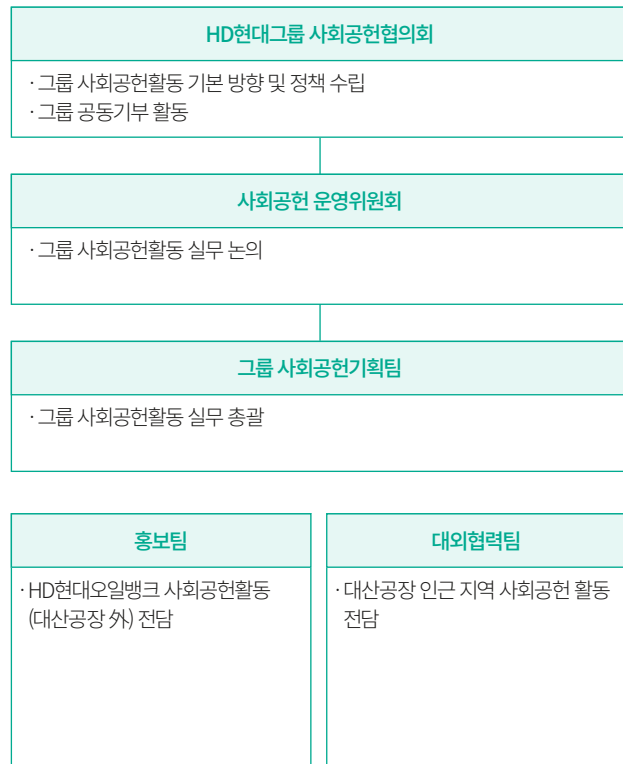 HD현대그룹 사회공헌협의회
· 그룹 사회공헌활동 기본 방향 및 정책 수립
· 그룹 공동기부 활동
사회공헌 운영위원회
· 그룹 사회공헌활동 실무 논의
그룹 사회공헌기획팀
· 그룹 사회공헌활동 실무 총괄
홍보팀
· HD현대오일뱅크 사회공헌활동
(대산공장 外) 전담
대외협력팀
· 대산공장 인근 지역 사회공헌 활동
전담